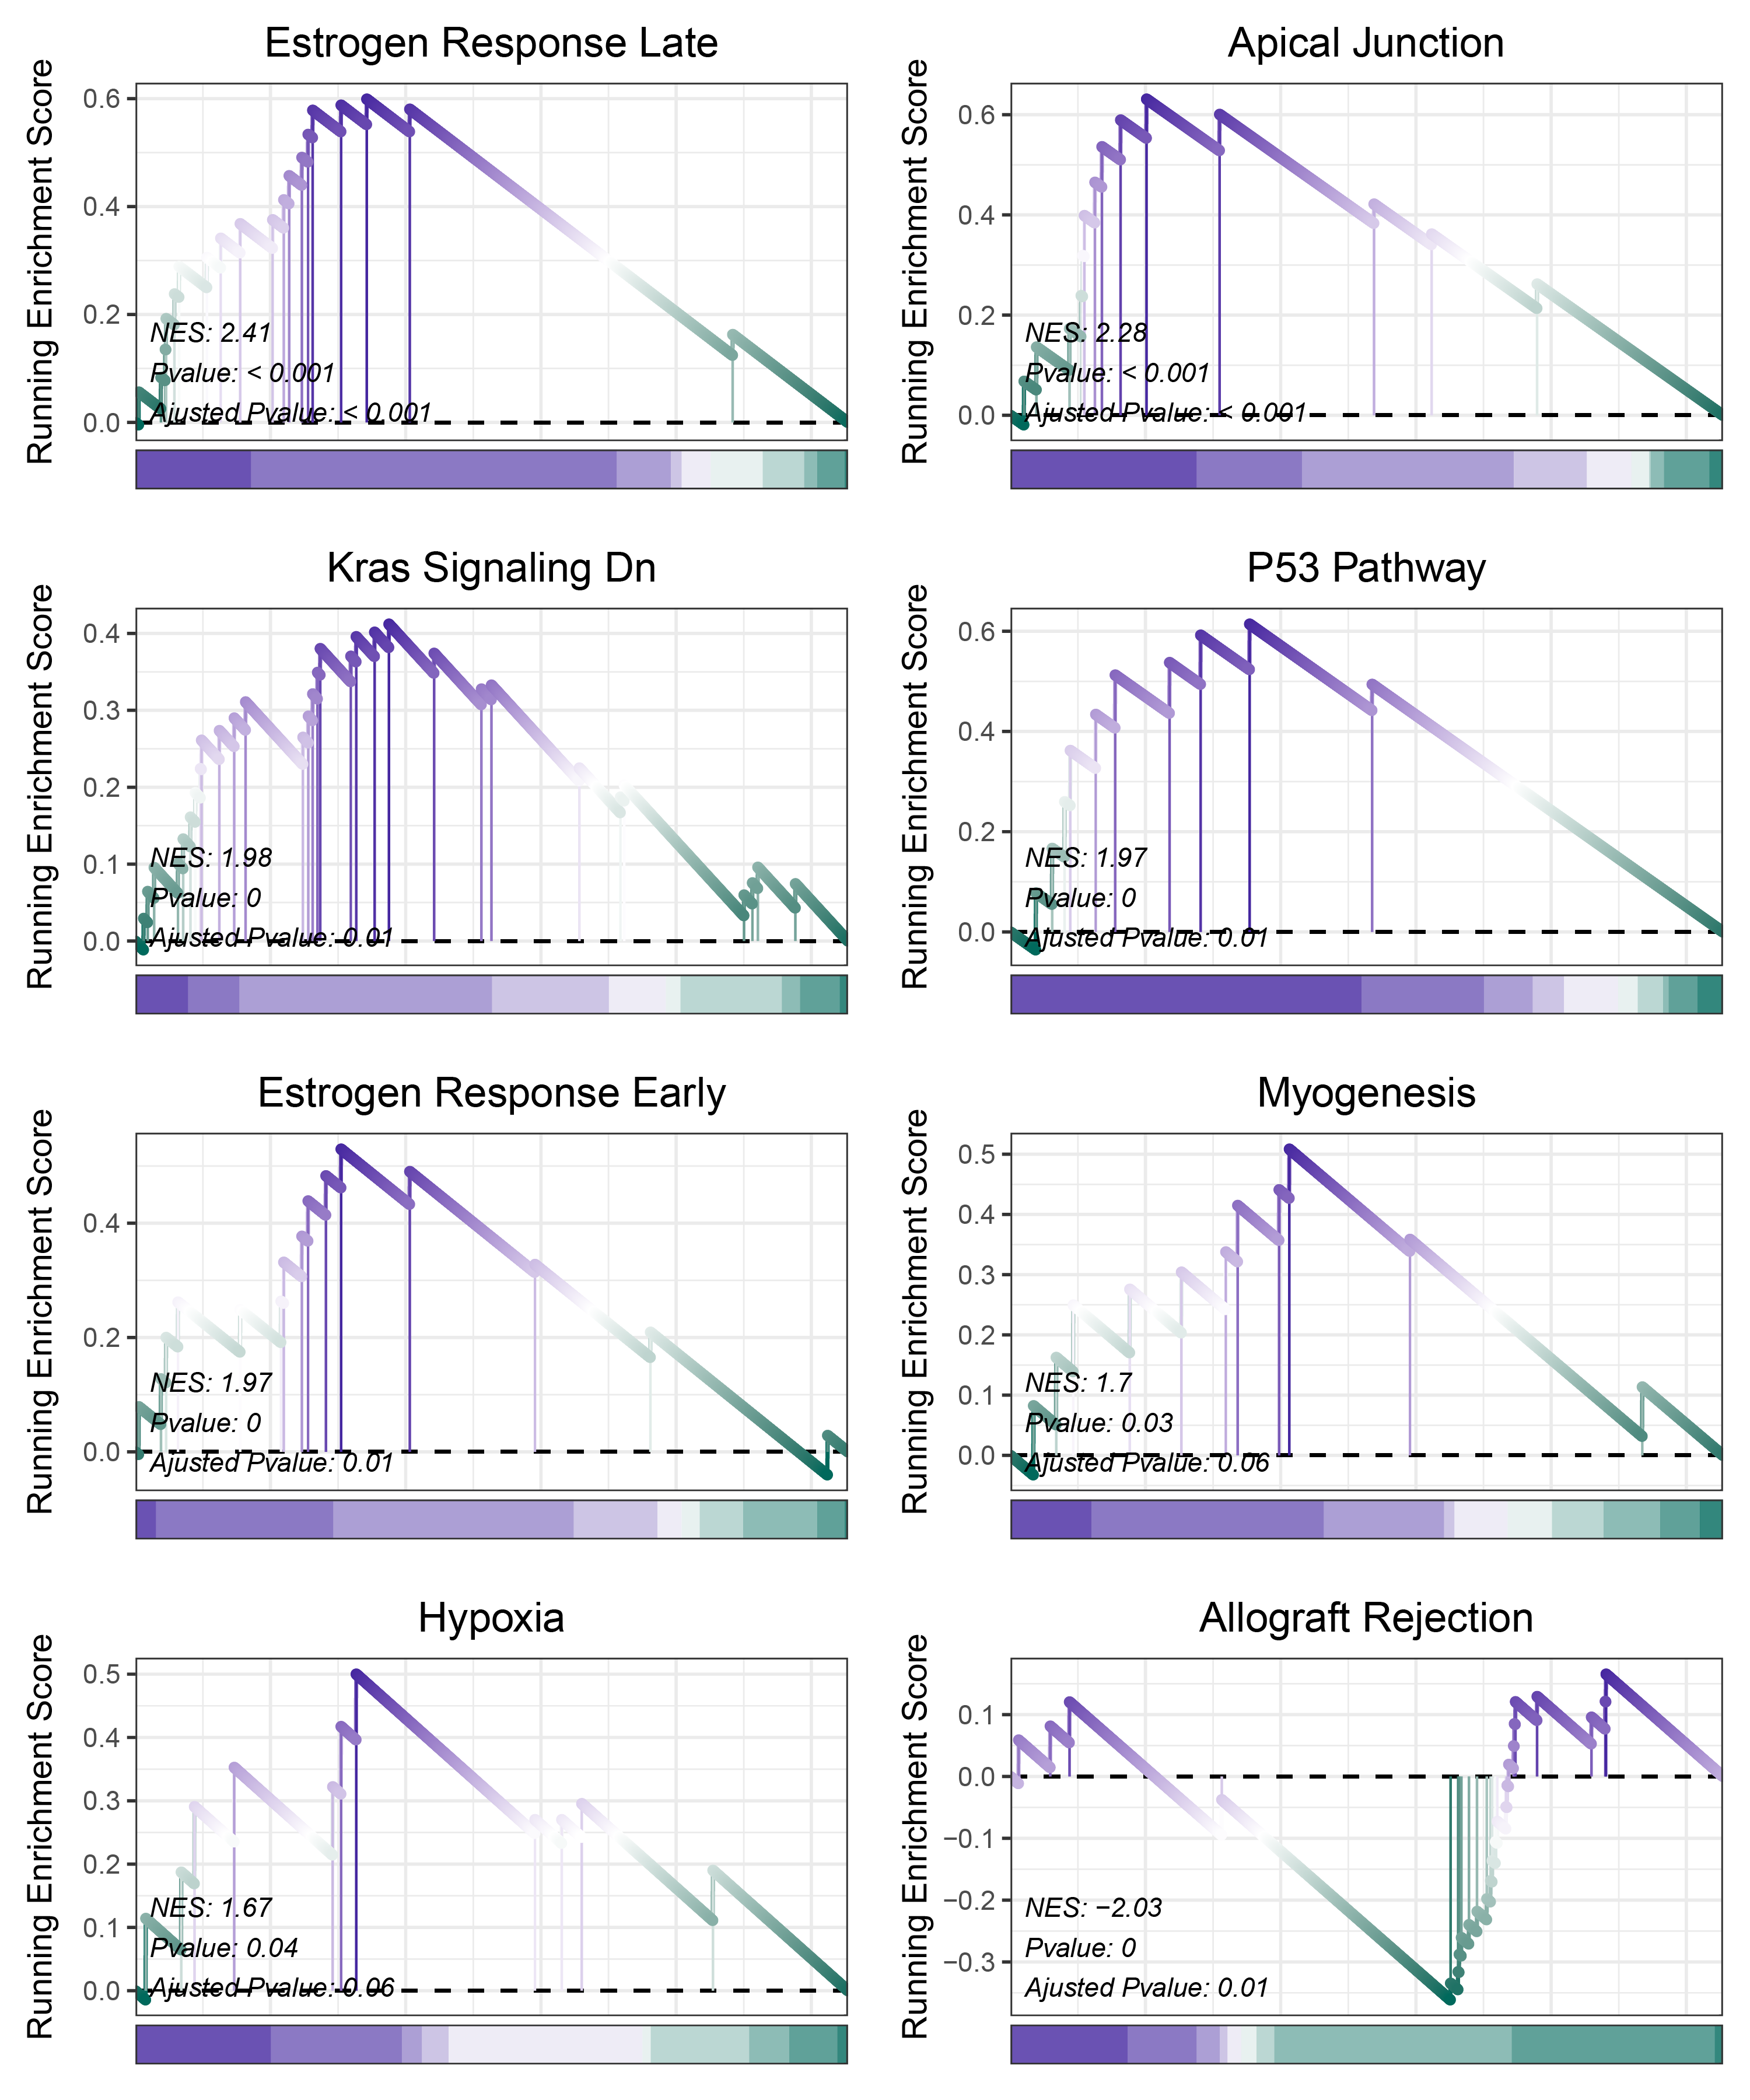 Estrogen Response Late
Running Enrichment Score
0.6
0.4
0.2
0.0
NES: 2.41
Pvalue: < 0.001
Ajusted Pvalue: < 0.001
Apical Junction
Running Enrichment Score
0.6
0.4
0.2
0.0
NES: 2.28
Pvalue: < 0.001
Ajusted Pvalue: < 0.001
Kras Signaling Dn
Running Enrichment Score
0.4
0.3
0.2
0.1
0.0
NES: 1.98
Pvalue: 0
Ajusted Pvalue: 0.01
P53 Pathway
Running Enrichment Score
0.6
0.4
0.2
0.0
NES: 1.97
Pvalue: 0
Ajusted Pvalue: 0.01
Estrogen Response Early
Running Enrichment Score
0.4
0.2
0.0
NES: 1.97
Pvalue: 0
Ajusted Pvalue: 0.01
Myogenesis
Running Enrichment Score
0.5
0.4
0.3
0.2
0.1
0.0
NES: 1.7
Pvalue: 0.03
Ajusted Pvalue: 0.06
Hypoxia
Running Enrichment Score
0.5
0.4
0.3
0.2
0.1
0.0
NES: 1.67
Pvalue: 0.04
Ajusted Pvalue: 0.06
Allograft Rejection
Running Enrichment Score
0.1
0.0
−0.1
−0.2
−0.3
NES: −2.03
Pvalue: 0
Ajusted Pvalue: 0.01